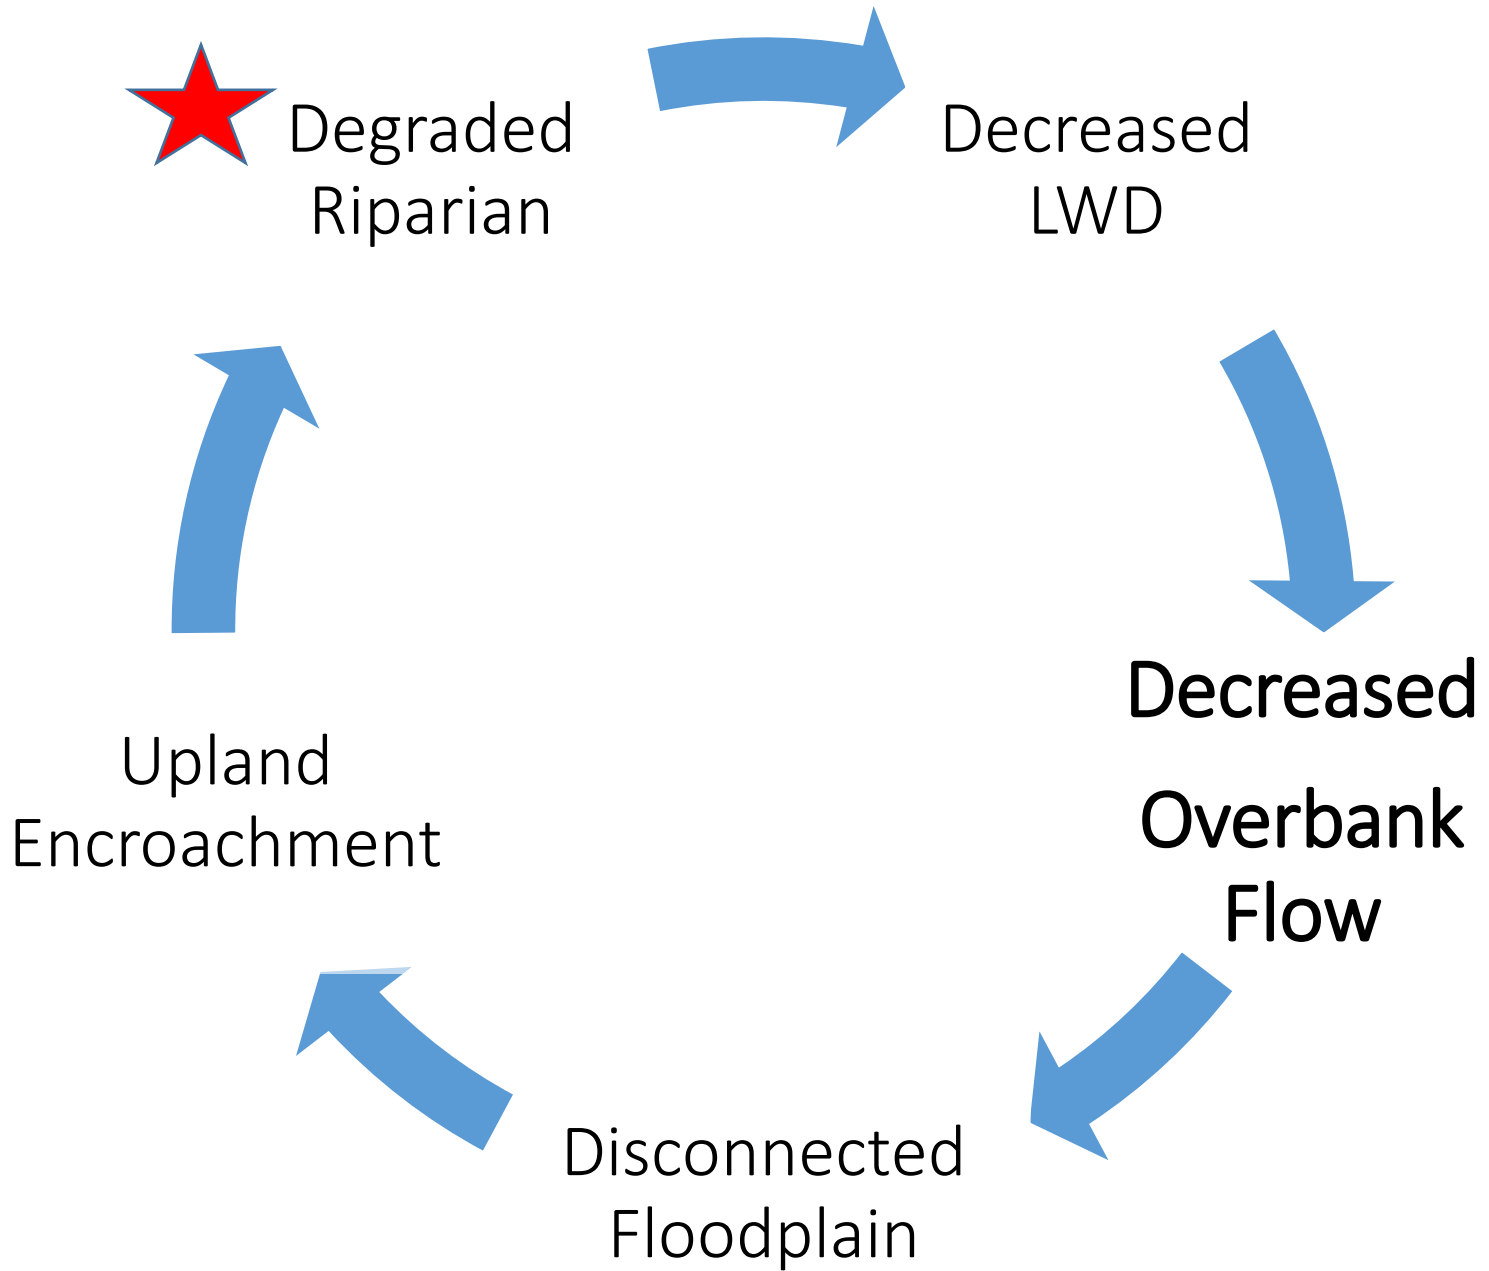 Degraded
Riparian
Decreased
LWD
Decreased
Overbank
Flow
Disconnected
Floodplain
Upland
Encroachment